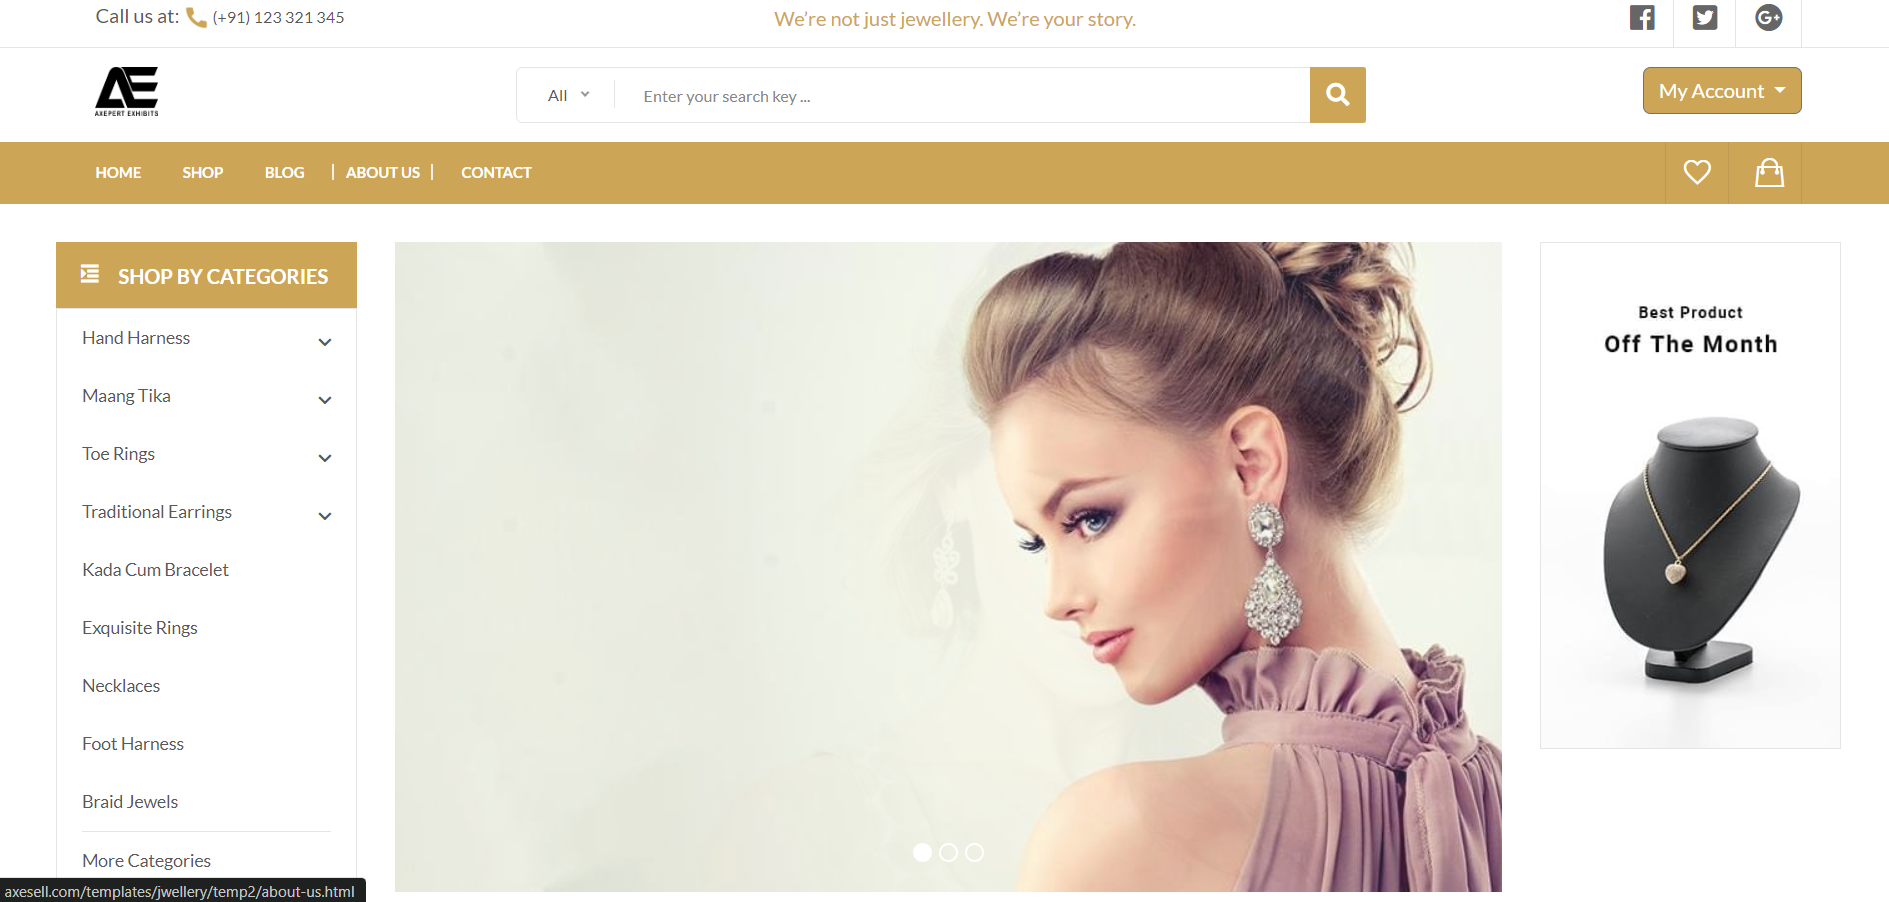 Call us at: (+91) 123 321 345
We're not just jewellery. We're your story.
AE
AXEPERT EXHIBITS
All
Enter your search key ...
My Account
HOME SHOP BLOG ABOUT US CONTACT
SHOP BY CATEGORIES
Hand Harness
Maang Tika
Toe Rings
Traditional Earrings
Kada Cum Bracelet
Exquisite Rings
Necklaces
Foot Harness
Braid Jewels
More Categories
Best Product
Off The Month
axesell.com/templates/jwellery/temp2/about-us.html